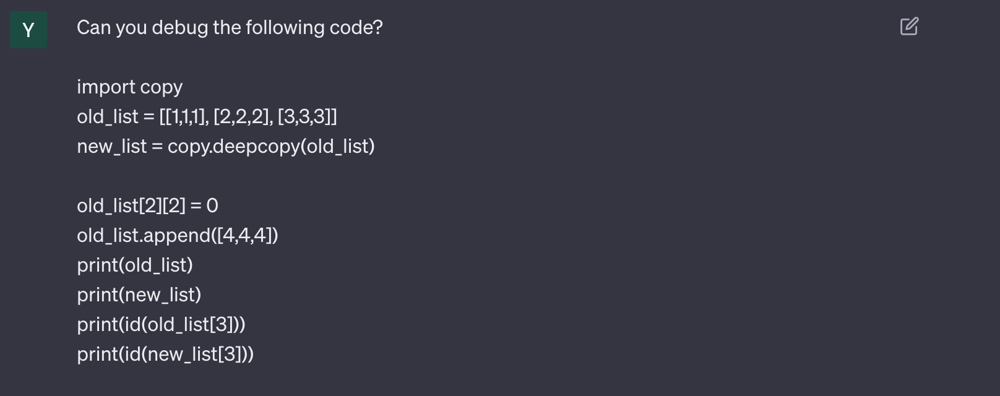 Y
Can you debug the following code?
import copy
old_list = [[1,1,1], [2,2,2], [3,3,3]]
new_list = copy.deepcopy(old_list)
old_list[2][2] = 0
old_list.append([4,4,4])
print(old_list)
print(new_list)
print(id(old_list[3]))
print(id(new_list[3]))